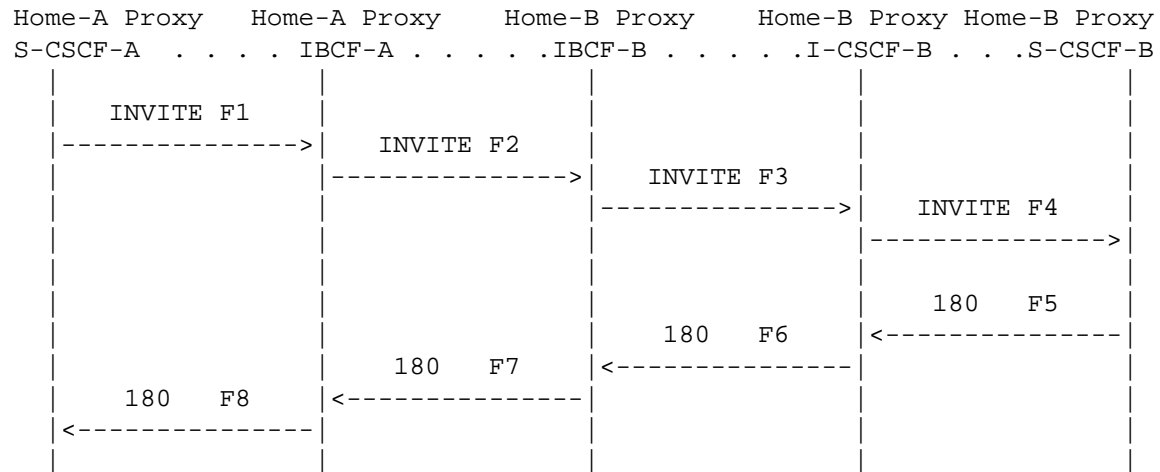 Home-A Proxy Home-A Proxy Home-B Proxy Home-B Proxy Home-B Proxy
S-CSCF-A . . . . IBCF-A . . . . .IBCF-B . . . . .I-CSCF-B . . .S-CSCF-B
INVITE F1
INVITE F2
INVITE F3
INVITE F4
180 F5
180 F6
180 F7
180 F8